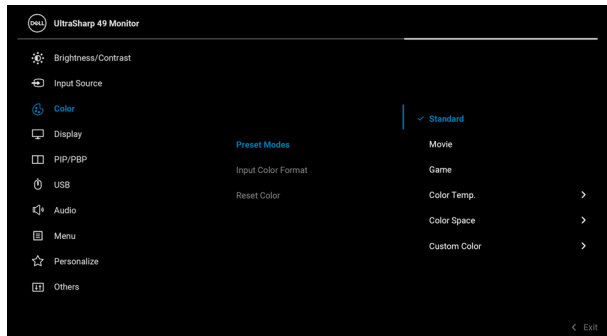 DELL UltraSharp 49 Monitor
Brightness/Contrast
Input Source
Color
Display
PIP/PBP
USB
Audio
Menu
Personalize
Others
Preset Modes
Input Color Format
Reset Color
Standard
Movie
Game
Color Temp.
Color Space
Custom Color
Exit